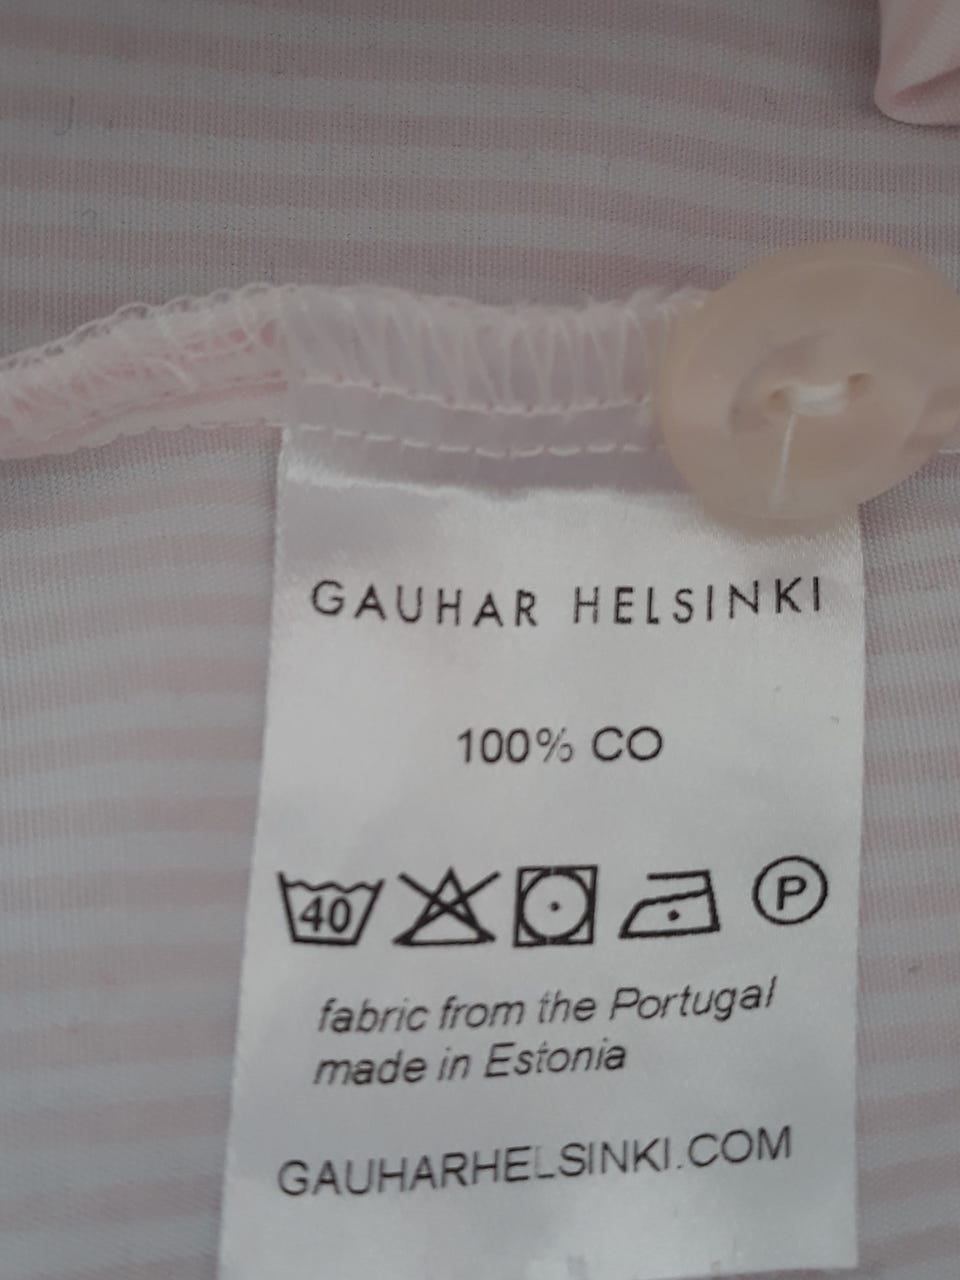 GAUHAR HELSINKI
100% CO
40
P
fabric from the Portugal
made in Estonia
GAUHARHELSINKI.COM